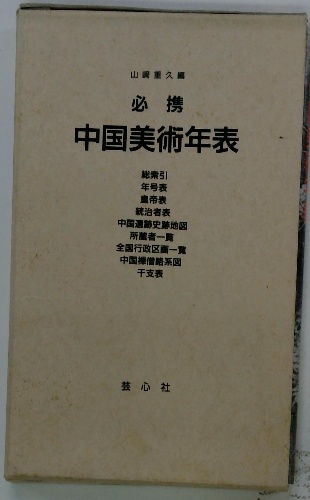 山崎重久編
必携
中国美術年表
総索引
年号表
皇帝表
統治者表
中国遺跡史跡地図
所蔵者一覧
全国行政区画一覧
中国禅僧略系図
干支表
芸心社